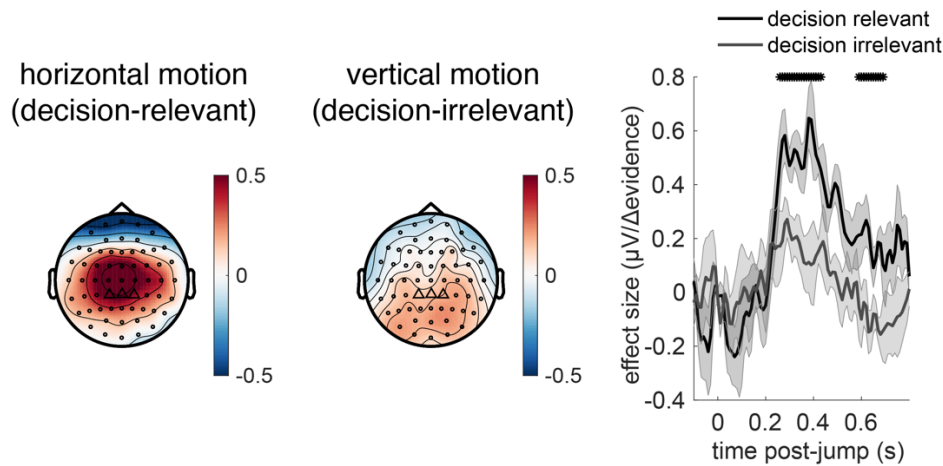 horizontal motion
(decision-relevant)
0.5
0
-0.5
vertical motion
(decision-irrelevant)
0.5
0
-0.5
decision relevant
decision irrelevant
0.8
0.6
0.4
0.2
0
-0.2
-0.4
effect size (μV/Δevidence)
0 0.2 0.4 0.6
time post-jump (s)